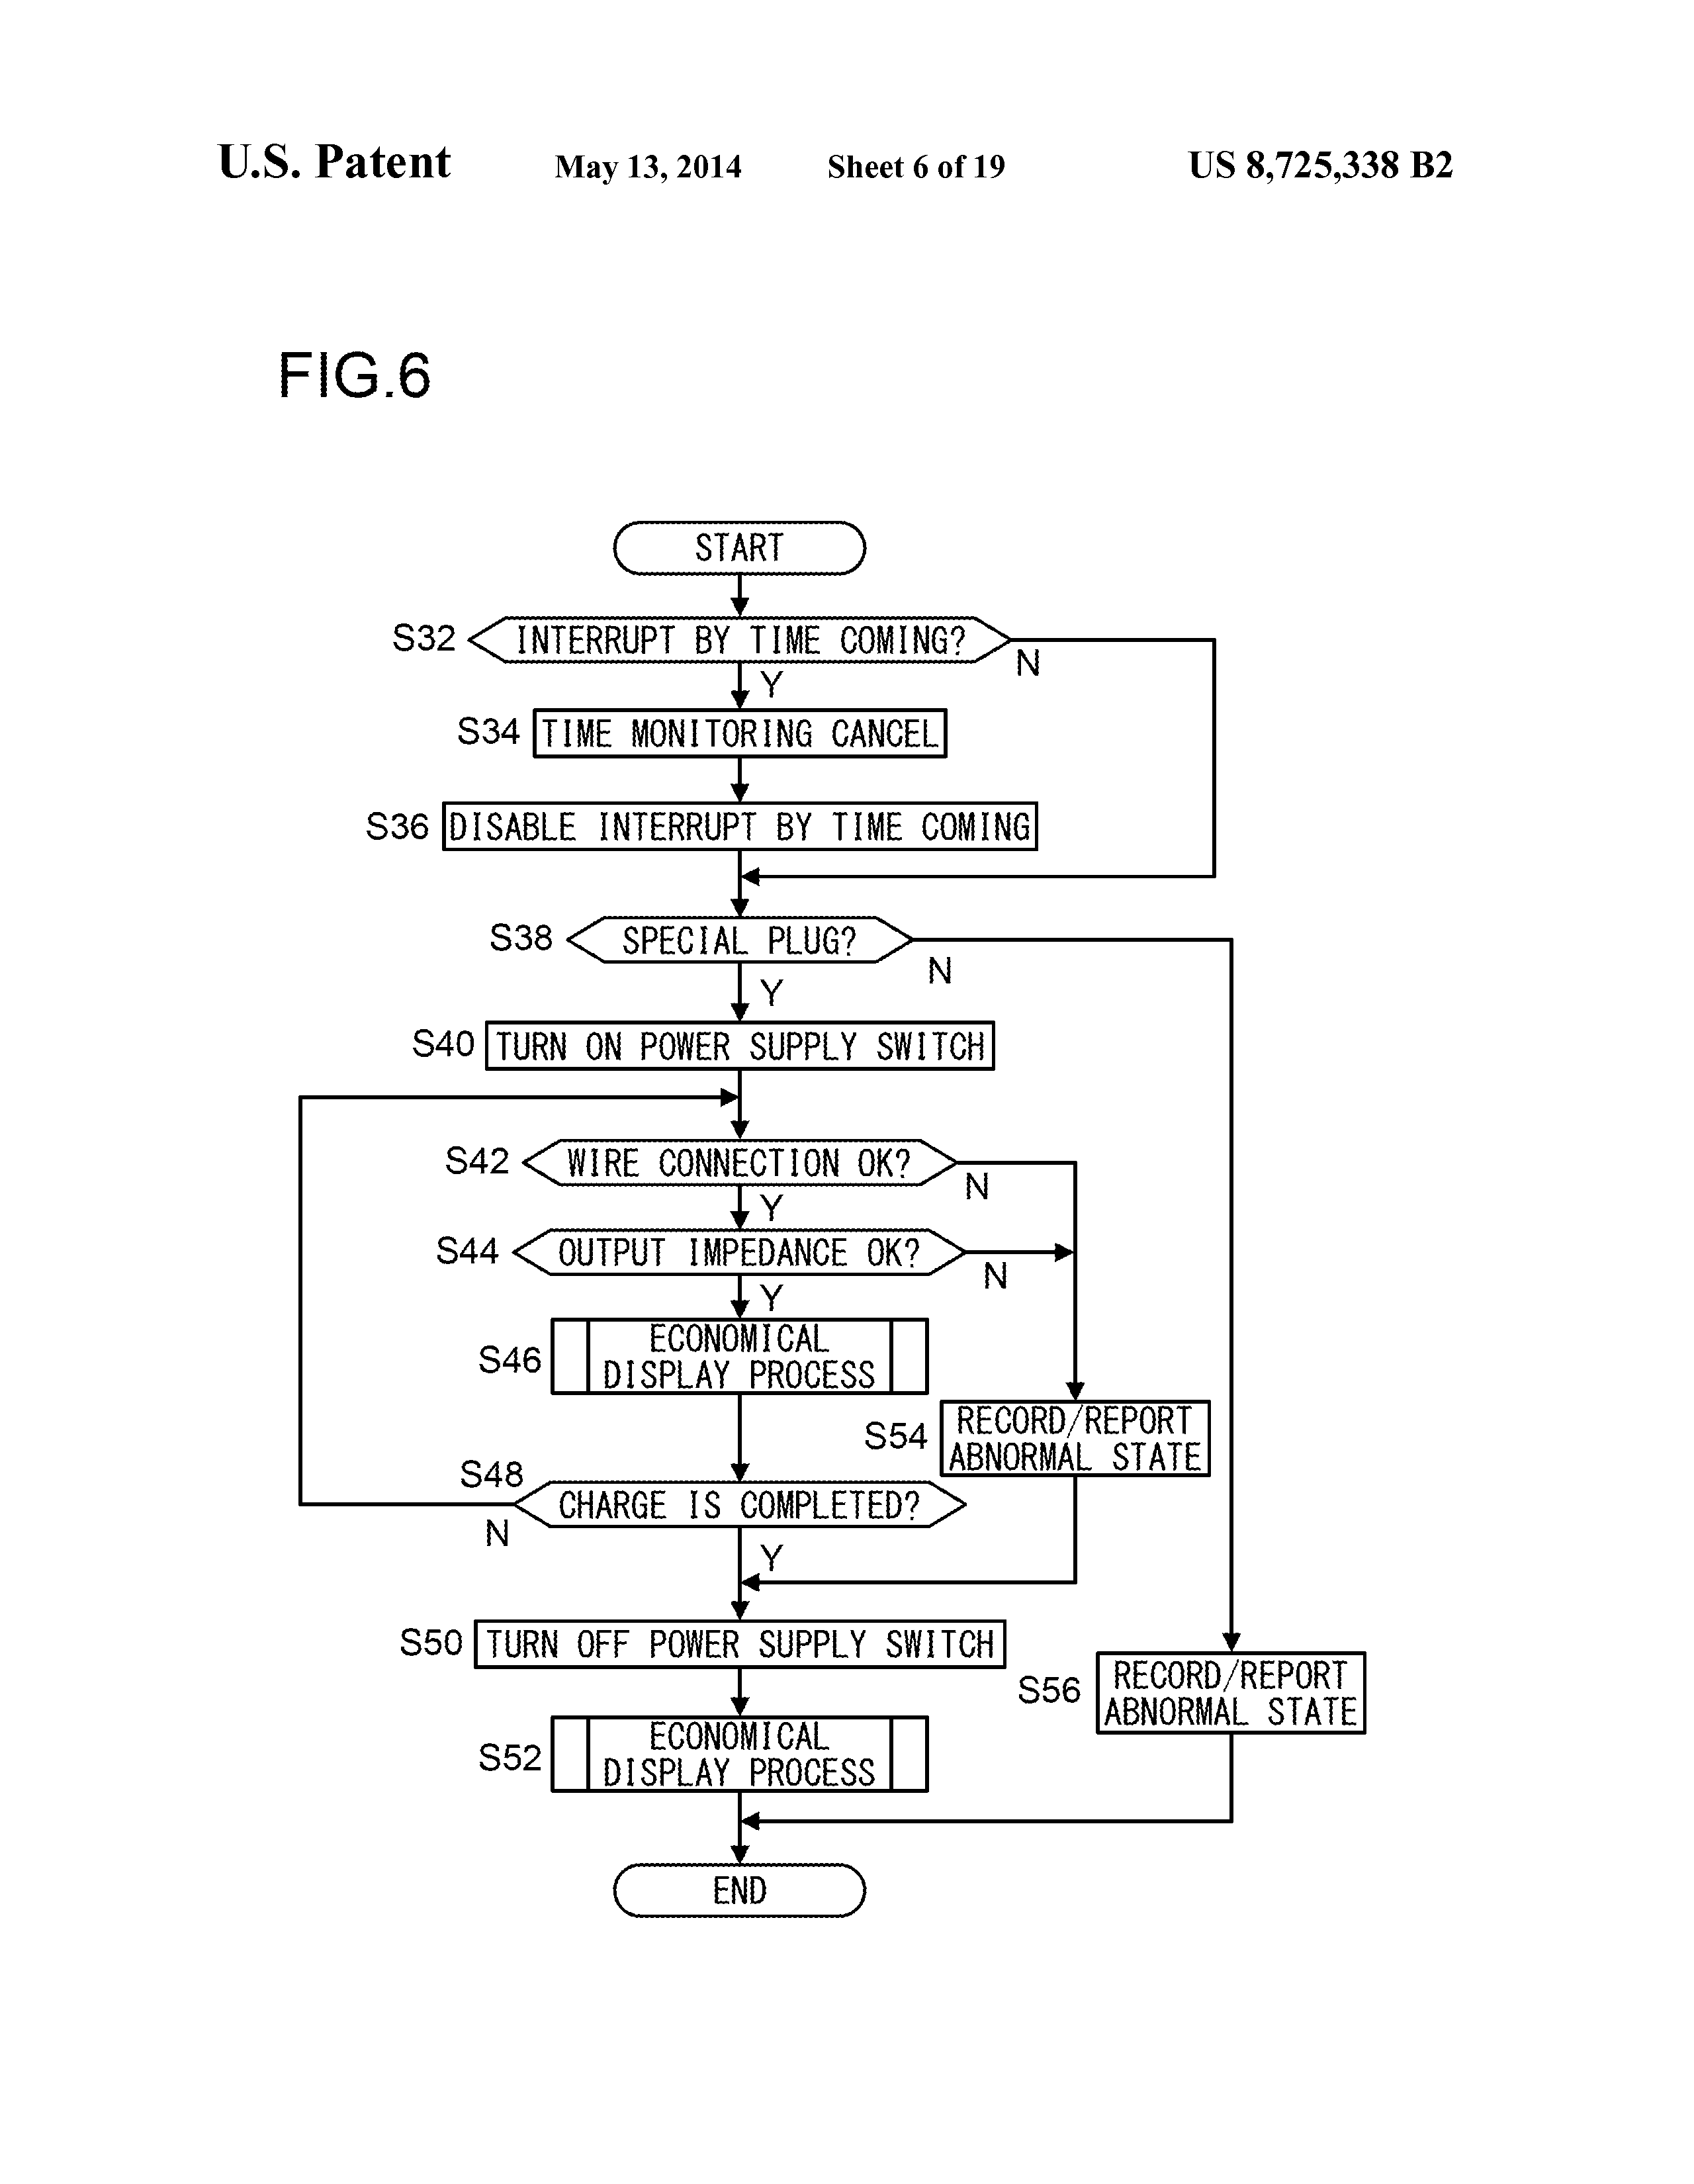 U.S. Patent May 13, 2014 Sheet 6 of 19 US 8,725,338 B2
FIG.6
START
S32 INTERRUPT BY TIME COMING?
N
Y
S34 TIME MONITORING CANCEL
S36 DISABLE INTERRUPT BY TIME COMING
S38 SPECIAL PLUG?
N
Y
S40 TURN ON POWER SUPPLY SWITCH
S42 WIRE CONNECTION OK?
N
Y
S44 OUTPUT IMPEDANCE OK?
N
Y
S46 ECONOMICAL
DISPLAY PROCESS
S54 RECORD/REPORT
ABNORMAL STATE
S48 CHARGE IS COMPLETED?
N
Y
S50 TURN OFF POWER SUPPLY SWITCH
S56 RECORD/REPORT
ABNORMAL STATE
S52 ECONOMICAL
DISPLAY PROCESS
END